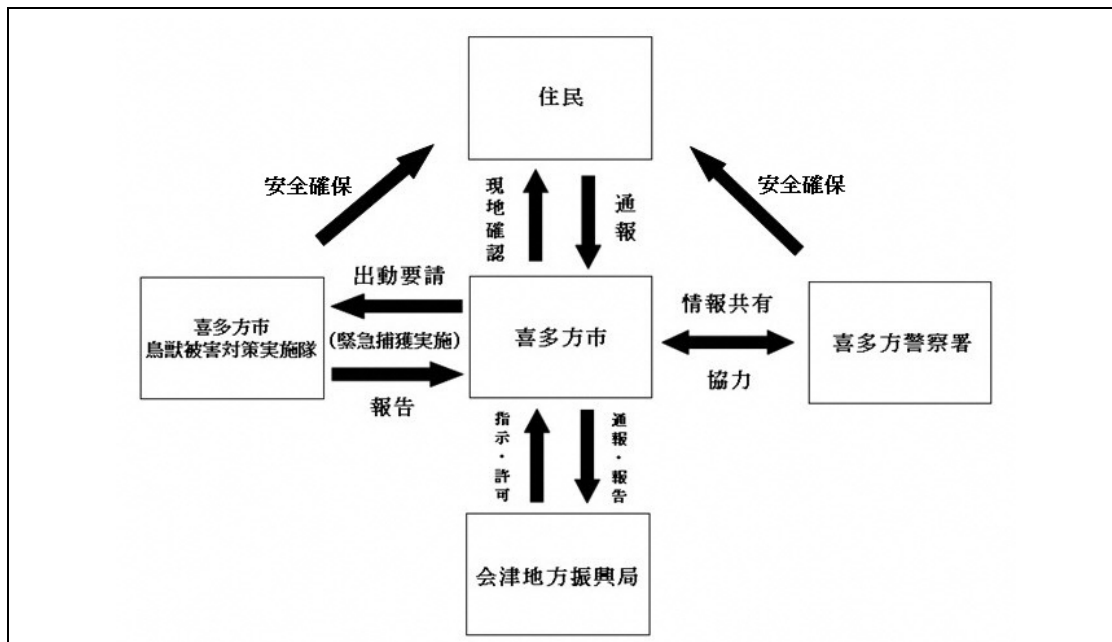 住民
安全確保
現地確認
通報
安全確保
出動要請
(緊急捕獲実施)
報告
喜多方市
鳥獣被害対策実施隊
喜多方市
情報共有
協力
喜多方警察署
指示・許可
通報・報告
会津地方振興局